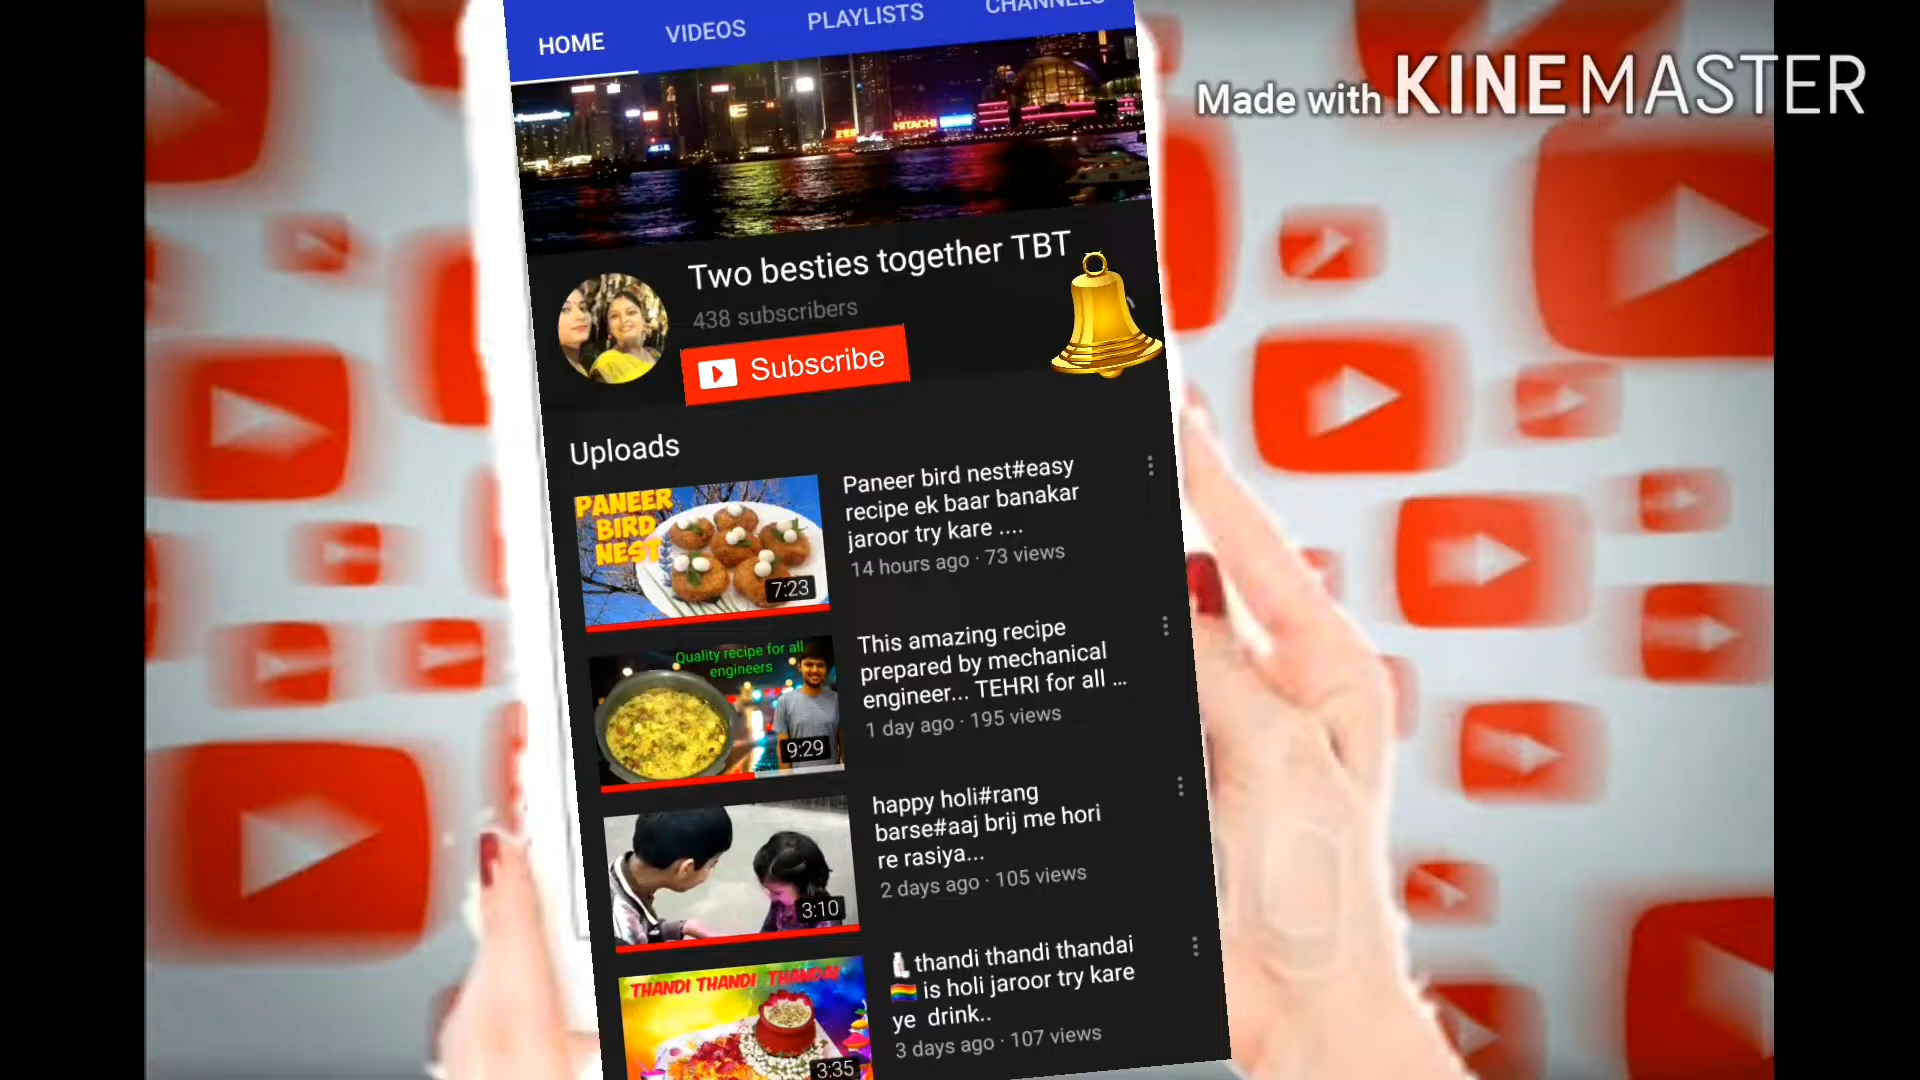 HOME VIDEOS PLAYLISTS CHANNELS
Made with KINEMASTER
Panasonic
HITACHI
Two besties together TBT
438 subscribers
Subscribe
Uploads
PANEER
BIRD
NEST
7:23
Paneer bird nest#easy
recipe ek baar banakar
jaroor try kare ....
14 hours ago · 73 views
Quality recipe for all
engineers
9:29
This amazing recipe
prepared by mechanical
engineer... TEHRI for all ...
1 day ago · 195 views
3:10
happy holi#rang
barse#aaj brij me hori
re rasiya...
2 days ago · 105 views
THANDI THANDI THANDAI
3:35
thandi thandi thandai
is holi jaroor try kare
ye drink..
3 days ago · 107 views